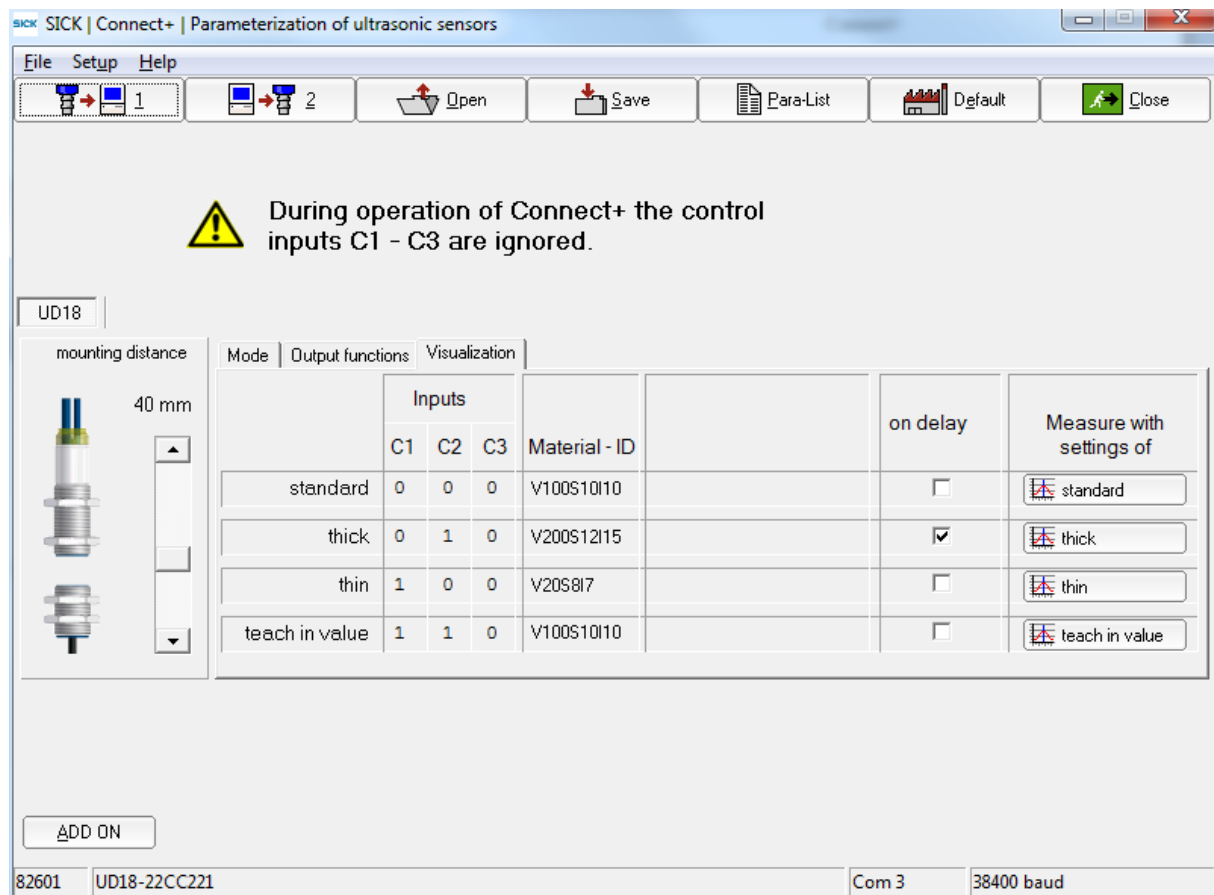 SICK SICK | Connect+ | Parameterization of ultrasonic sensors
File Setup Help
1 2 Open Save Para-List Default Close
During operation of Connect+ the control
inputs C1 - C3 are ignored.
UD18
mounting distance Mode Output functions Visualization
40 mm
Inputs
C1 C2 C3 Material - ID on delay Measure with
settings of
standard 0 0 0 V100S10I10 standard
thick 0 1 0 V200S12I15 thick
thin 1 0 0 V20S8I7 thin
teach in value 1 1 0 V100S10I10 teach in value
ADD ON
82601 UD18-22CC221 Com 3 38400 baud